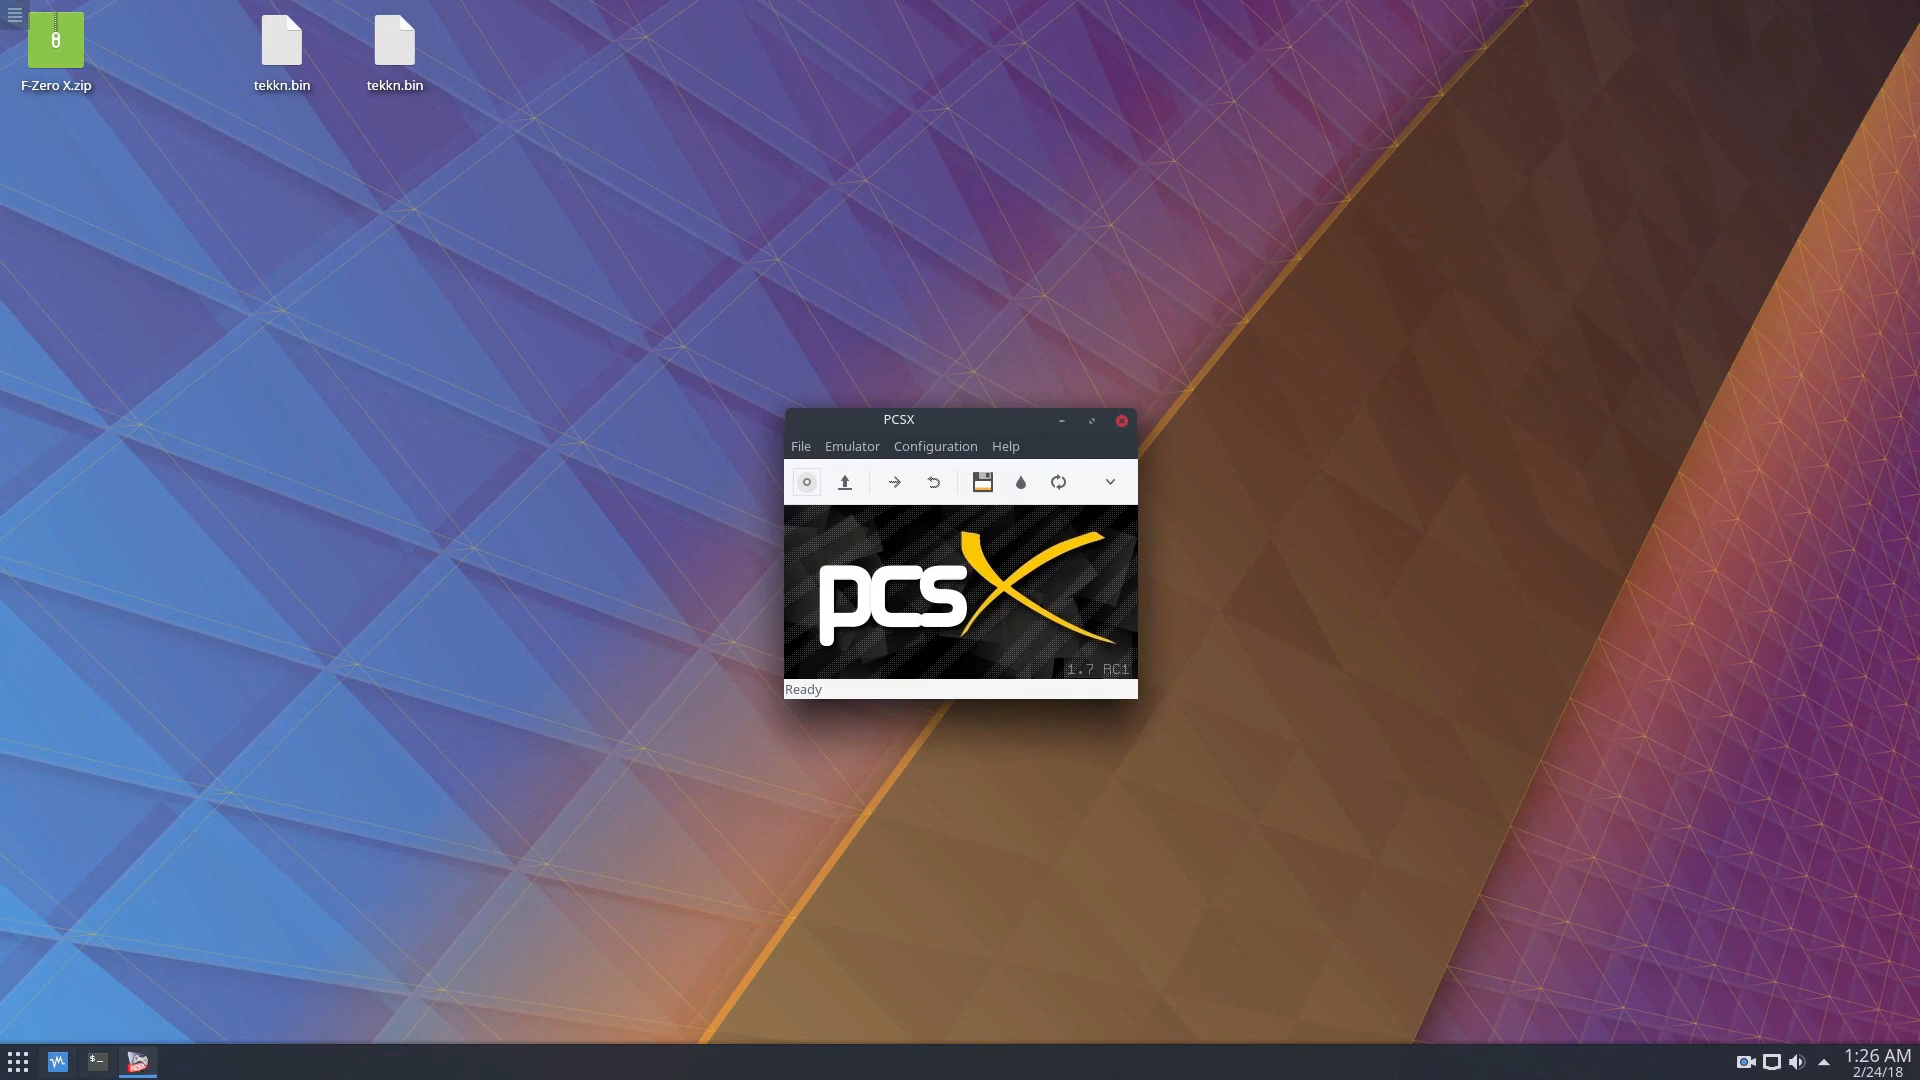 F-Zero X.zip
tekkn.bin
tekkn.bin
PCSX
File Emulator Configuration Help
pcsx
1.7 RC1
Ready
1:26 AM
2/24/18